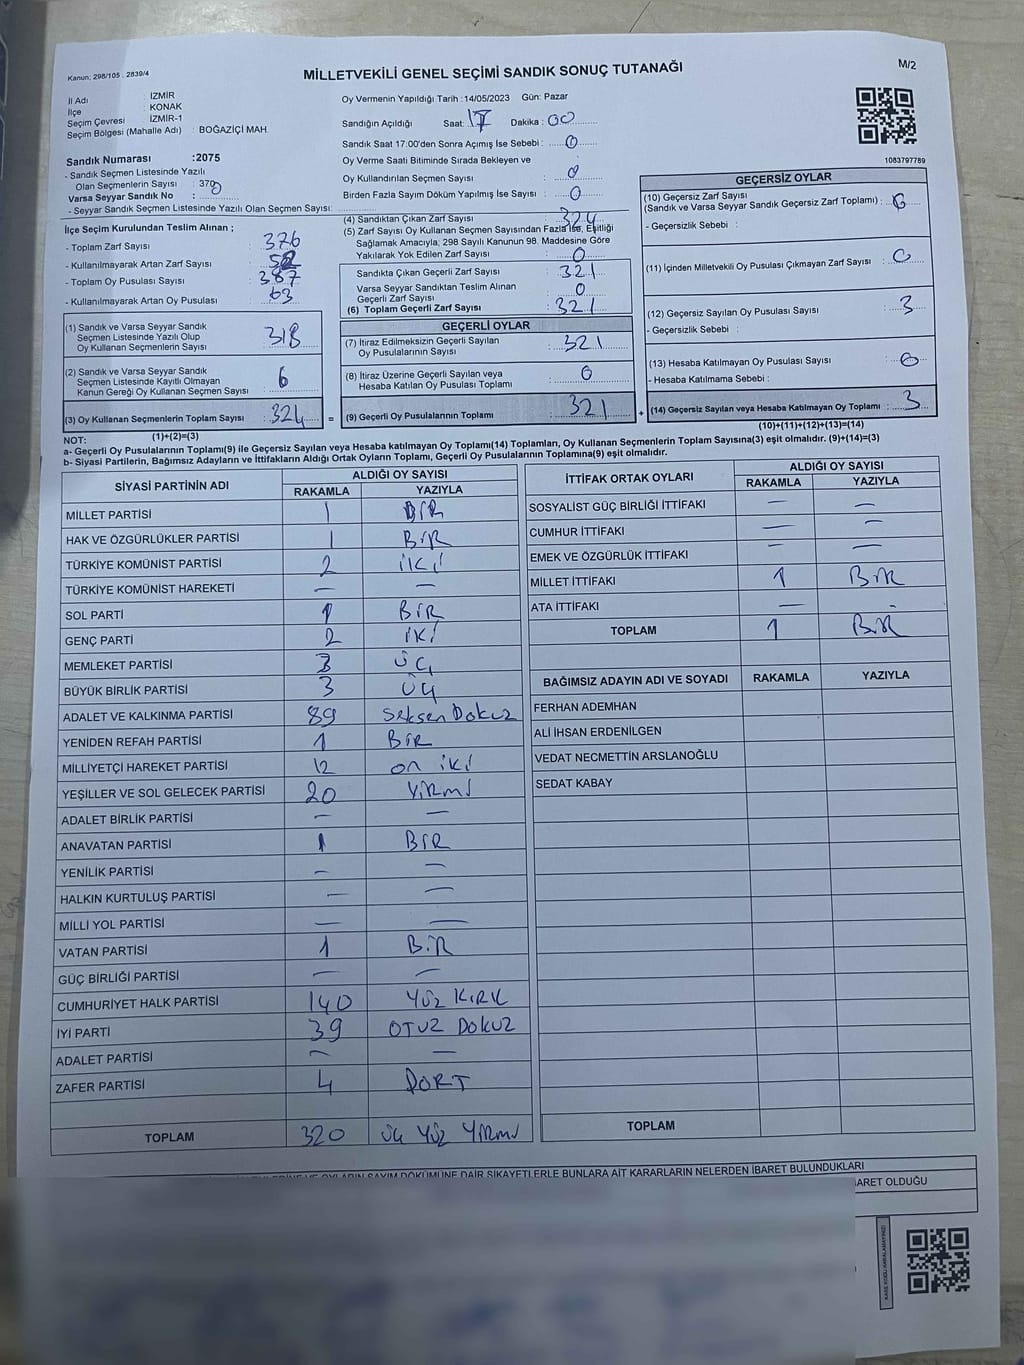 Kanun: 298/105 . 2839/4
MİLLETVEKİLİ GENEL SEÇİMİ SANDIK SONUÇ TUTANAĞI
M/2
İl Adı : İZMİR
İlçe : KONAK
Seçim Çevresi : İZMİR-1
Seçim Bölgesi (Mahalle Adı) : BOĞAZİÇİ MAH.
Oy Vermenin Yapıldığı Tarih : 14/05/2023 Gün: Pazar
Sandığın Açıldığı Saat: 17 Dakika : 00
Sandık Saat 17:00'den Sonra Açılmış İse Sebebi : 0
Oy Verme Saati Bitiminde Sırada Bekleyen ve
Oy Kullandırılan Seçmen Sayısı : 0
Birden Fazla Sayım Döküm Yapılmış İse Sayısı : 0
1083797789
Sandık Numarası :2075
- Sandık Seçmen Listesinde Yazılı
Olan Seçmenlerin Sayısı : 370
Varsa Seyyar Sandık No :
- Seyyar Sandık Seçmen Listesinde Yazılı Olan Seçmen Sayısı:
İlçe Seçim Kurulundan Teslim Alınan ;
- Toplam Zarf Sayısı : 376
- Kullanılmayarak Artan Zarf Sayısı :
- Toplam Oy Pusulası Sayısı : 387
- Kullanılmayarak Artan Oy Pusulası : 63
(1) Sandık ve Varsa Seyyar Sandık
Seçmen Listesinde Yazılı Olup
Oy Kullanan Seçmenlerin Sayısı : 318
(2) Sandık ve Varsa Seyyar Sandık
Seçmen Listesinde Kayıtlı Olmayan
Kanun Gereği Oy Kullanan Seçmen Sayısı : 6
(3) Oy Kullanan Seçmenlerin Toplam Sayısı : 324
(1)+(2)=(3)
(4) Sandıktan Çıkan Zarf Sayısı : 324
(5) Zarf Sayısı Oy Kullanan Seçmen Sayısından Fazla İse, Eşitliği
Sağlamak Amacıyla; 298 Sayılı Kanunun 98. Maddesine Göre
Yakılarak Yok Edilen Zarf Sayısı : 0
Sandıkta Çıkan Geçerli Zarf Sayısı : 321
Varsa Seyyar Sandıktan Teslim Alınan
Geçerli Zarf Sayısı : 0
(6) Toplam Geçerli Zarf Sayısı : 321
GEÇERLİ OYLAR
(7) İtiraz Edilmeksizin Geçerli Sayılan
Oy Pusulalarının Sayısı : 321
(8) İtiraz Üzerine Geçerli Sayılan veya
Hesaba Katılan Oy Pusulası Toplamı : 0
= (9) Geçerli Oy Pusulalarının Toplamı : 321
GEÇERSİZ OYLAR
(10) Geçersiz Zarf Sayısı
(Sandık ve Varsa Seyyar Sandık Geçersiz Zarf Toplamı) :
- Geçersizlik Sebebi :
(11) İçinden Milletvekili Oy Pusulası Çıkmayan Zarf Sayısı : 0
(12) Geçersiz Sayılan Oy Pusulası Sayısı : 3
- Geçersizlik Sebebi :
(13) Hesaba Katılmayan Oy Pusulası Sayısı : 0
- Hesaba Katılmama Sebebi :
+ (14) Geçersiz Sayılan veya Hesaba Katılmayan Oy Toplamı : 3
(10)+(11)+(12)+(13)=(14)
NOT:
a- Geçerli Oy Pusulalarının Toplamı(9) ile Geçersiz Sayılan veya Hesaba katılmayan Oy Toplamı(14) Toplamları, Oy Kullanan Seçmenlerin Toplam Sayısına(3) eşit olmalıdır. (9)+(14)=(3)
b- Siyasi Partilerin, Bağımsız Adayların ve İttifakların Aldığı Ortak Oyların Toplamı, Geçerli Oy Pusulalarının Toplamına(9) eşit olmalıdır.
SİYASİ PARTİNİN ADI ALDIĞI OY SAYISI
RAKAMLA YAZIYLA
MİLLET PARTİSİ 1 BİR
HAK VE ÖZGÜRLÜKLER PARTİSİ 1 BİR
TÜRKİYE KOMÜNİST PARTİSİ 2 İKİ
TÜRKİYE KOMÜNİST HAREKETİ — —
SOL PARTİ 1 BİR
GENÇ PARTİ 2 İKİ
MEMLEKET PARTİSİ 3 ÜÇ
BÜYÜK BİRLİK PARTİSİ 3 ÜÇ
ADALET VE KALKINMA PARTİSİ 89 Seksen Dokuz
YENİDEN REFAH PARTİSİ 1 BİR
MİLLİYETÇİ HAREKET PARTİSİ 12 on iki
YEŞİLLER VE SOL GELECEK PARTİSİ 20 YİRMİ
ADALET BİRLİK PARTİSİ — —
ANAVATAN PARTİSİ 1 BİR
YENİLİK PARTİSİ — —
HALKIN KURTULUŞ PARTİSİ — —
MİLLİ YOL PARTİSİ — —
VATAN PARTİSİ 1 BİR
GÜÇ BİRLİĞİ PARTİSİ — —
CUMHURİYET HALK PARTİSİ 140 YÜZ KIRK
İYİ PARTİ 39 OTUZ DOKUZ
ADALET PARTİSİ — —
ZAFER PARTİSİ 4 DÖRT
TOPLAM 320 üç YÜZ YİRMİ
İTTİFAK ORTAK OYLARI ALDIĞI OY SAYISI
RAKAMLA YAZIYLA
SOSYALİST GÜÇ BİRLİĞİ İTTİFAKI — —
CUMHUR İTTİFAKI — —
EMEK VE ÖZGÜRLÜK İTTİFAKI — —
MİLLET İTTİFAKI 1 BİR
ATA İTTİFAKI — -
TOPLAM 1 BİR
BAĞIMSIZ ADAYIN ADI VE SOYADI RAKAMLA YAZIYLA
FERHAN ADEMHAN
ALİ İHSAN ERDENİLGEN
VEDAT NECMETTİN ARSLANOĞLU
SEDAT KABAY
TOPLAM
OYLARIN SAYIM DÖKÜMÜNE DAİR ŞİKAYETLERLE BUNLARA AİT KARARLARIN NELERDEN İBARET BULUNDUKLARI
BARET OLDUĞU